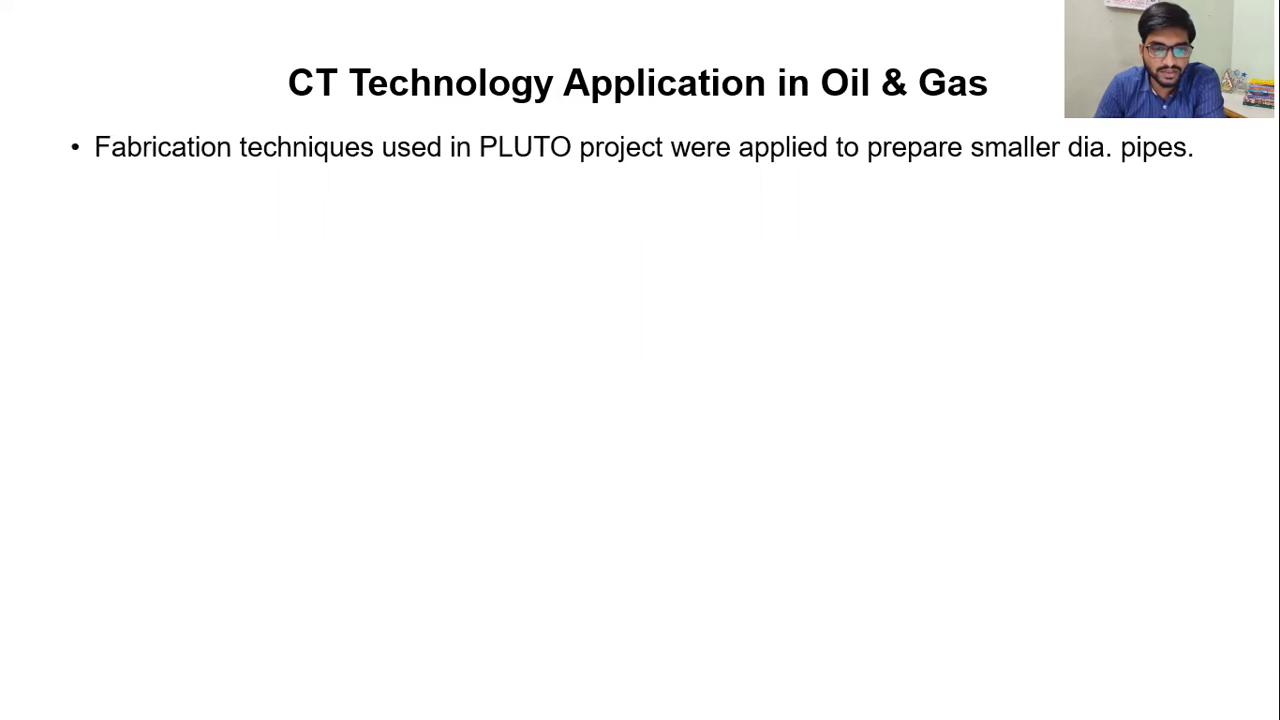 CT Technology Application in Oil & Gas
• Fabrication techniques used in PLUTO project were applied to prepare smaller dia. pipes.